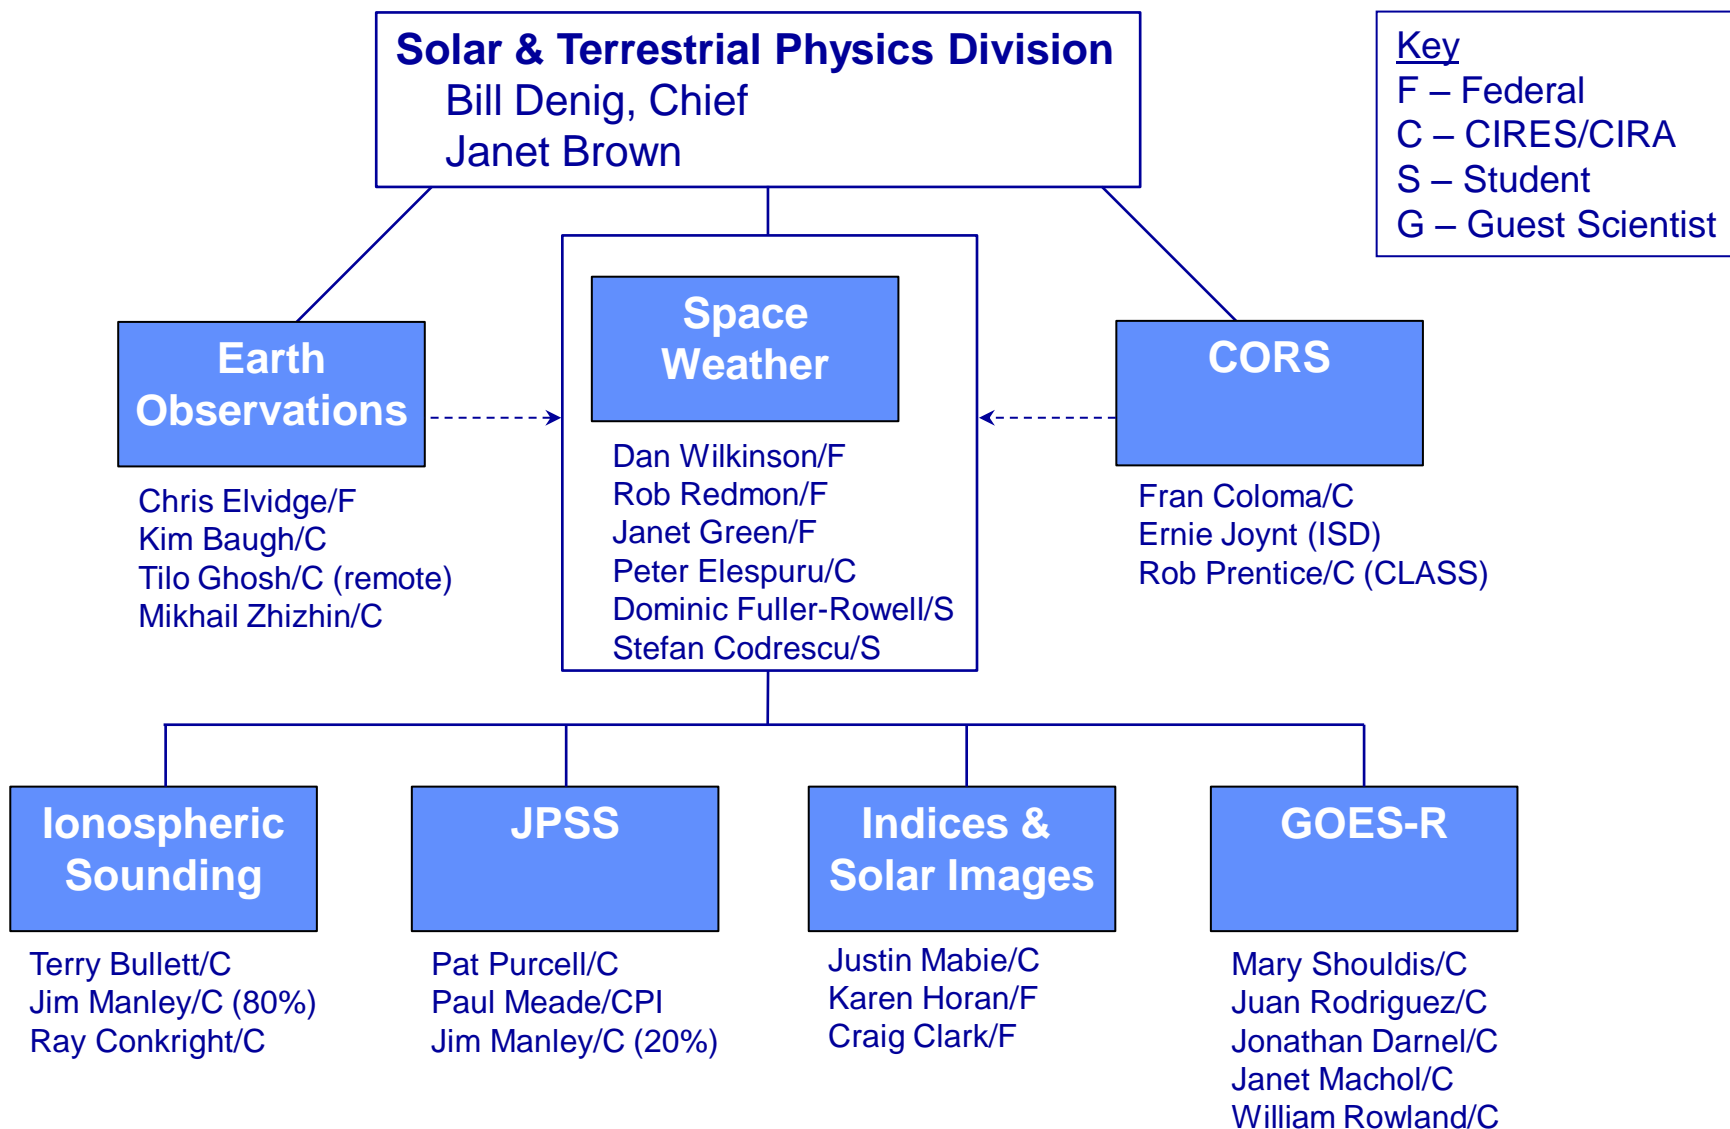 Solar & Terrestrial Physics Division
Bill Denig, Chief
Janet Brown
Key
F – Federal
C – CIRES/CIRA
S – Student
G – Guest Scientist
Earth
Observations
Chris Elvidge/F
Kim Baugh/C
Tilo Ghosh/C (remote)
Mikhail Zhizhin/C
Space
Weather
Dan Wilkinson/F
Rob Redmon/F
Janet Green/F
Peter Elespuru/C
Dominic Fuller-Rowell/S
Stefan Codrescu/S
CORS
Fran Coloma/C
Ernie Joynt (ISD)
Rob Prentice/C (CLASS)
Ionospheric
Sounding
Terry Bullett/C
Jim Manley/C (80%)
Ray Conkright/C
JPSS
Pat Purcell/C
Paul Meade/CPI
Jim Manley/C (20%)
Indices &
Solar Images
Justin Mabie/C
Karen Horan/F
Craig Clark/F
GOES-R
Mary Shouldis/C
Juan Rodriguez/C
Jonathan Darnel/C
Janet Machol/C
William Rowland/C